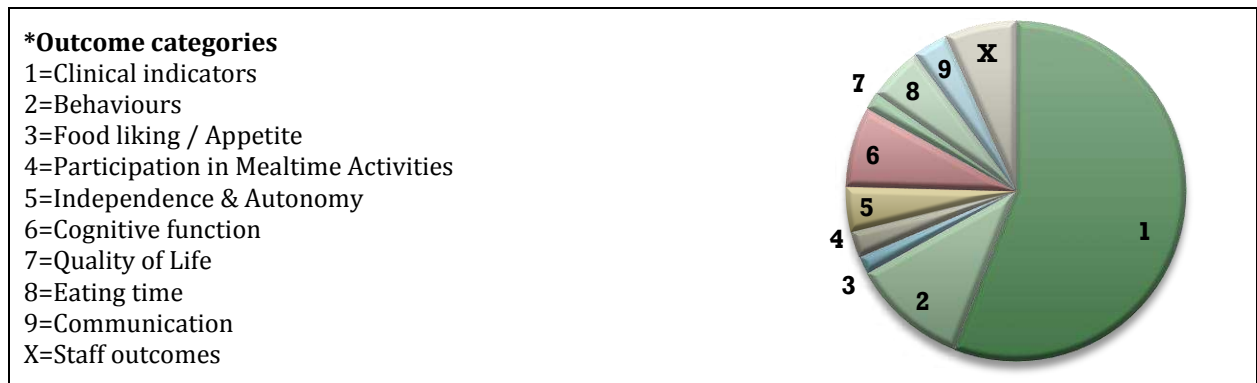 *Outcome categories
1=Clinical indicators
2=Behaviours
3=Food liking / Appetite
4=Participation in Mealtime Activities
5=Independence & Autonomy
6=Cognitive function
7=Quality of Life
8=Eating time
9=Communication
X=Staff outcomes
X
9
8
7
6
5
4
3
2
1